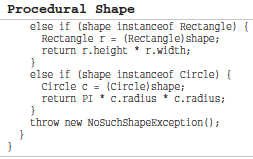 Procedural Shape
else if (shape instanceof Rectangle) {
Rectangle r = (Rectangle)shape;
return r.height * r.width;
}
else if (shape instanceof Circle) {
Circle c = (Circle)shape;
return PI * c.radius * c.radius;
}
throw new NoSuchShapeException();
}
}